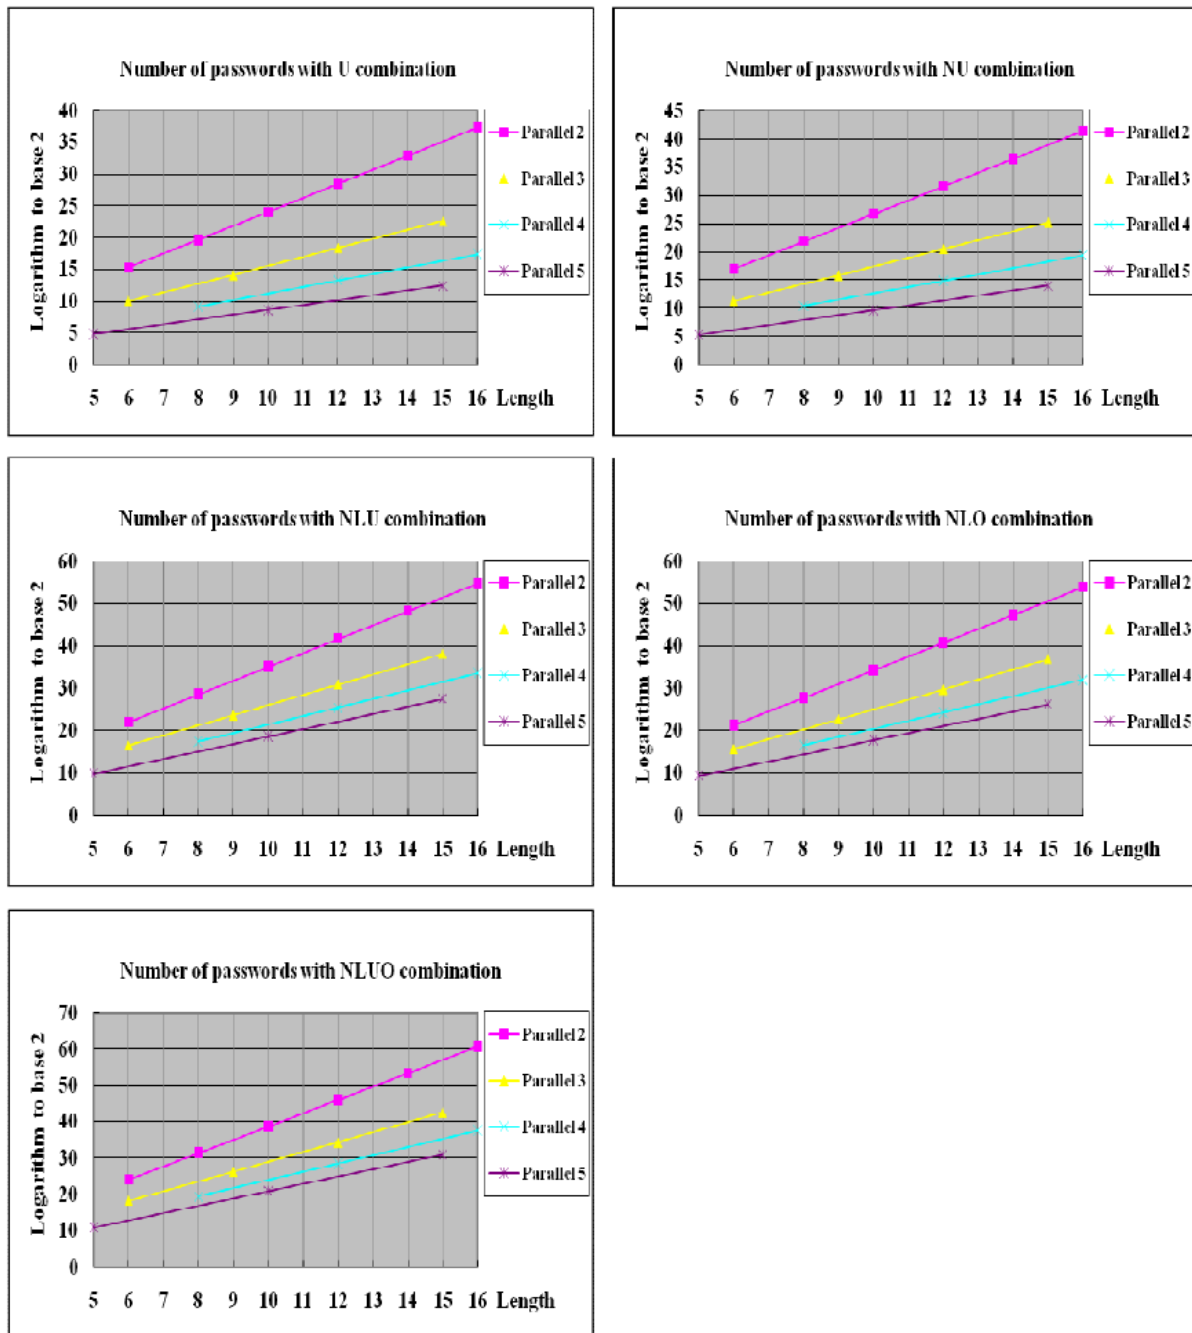 Number of passwords with U combination
Logarithm to base 2
40
35
30
25
20
15
10
5
0
5 6 7 8 9 10 11 12 13 14 15 16 Length
Parallel 2
Parallel 3
Parallel 4
Parallel 5
Number of passwords with NU combination
Logarithm to base 2
45
40
35
30
25
20
15
10
5
0
5 6 7 8 9 10 11 12 13 14 15 16 Length
Parallel 2
Parallel 3
Parallel 4
Parallel 5
Number of passwords with NLU combination
Logarithm to base 2
60
50
40
30
20
10
0
5 6 7 8 9 10 11 12 13 14 15 16 Length
Parallel 2
Parallel 3
Parallel 4
Parallel 5
Number of passwords with NLO combination
Logarithm to base 2
60
50
40
30
20
10
0
5 6 7 8 9 10 11 12 13 14 15 16 Length
Parallel 2
Parallel 3
Parallel 4
Parallel 5
Number of passwords with NLUO combination
Logarithm to base 2
70
60
50
40
30
20
10
0
5 6 7 8 9 10 11 12 13 14 15 16 Length
Parallel 2
Parallel 3
Parallel 4
Parallel 5